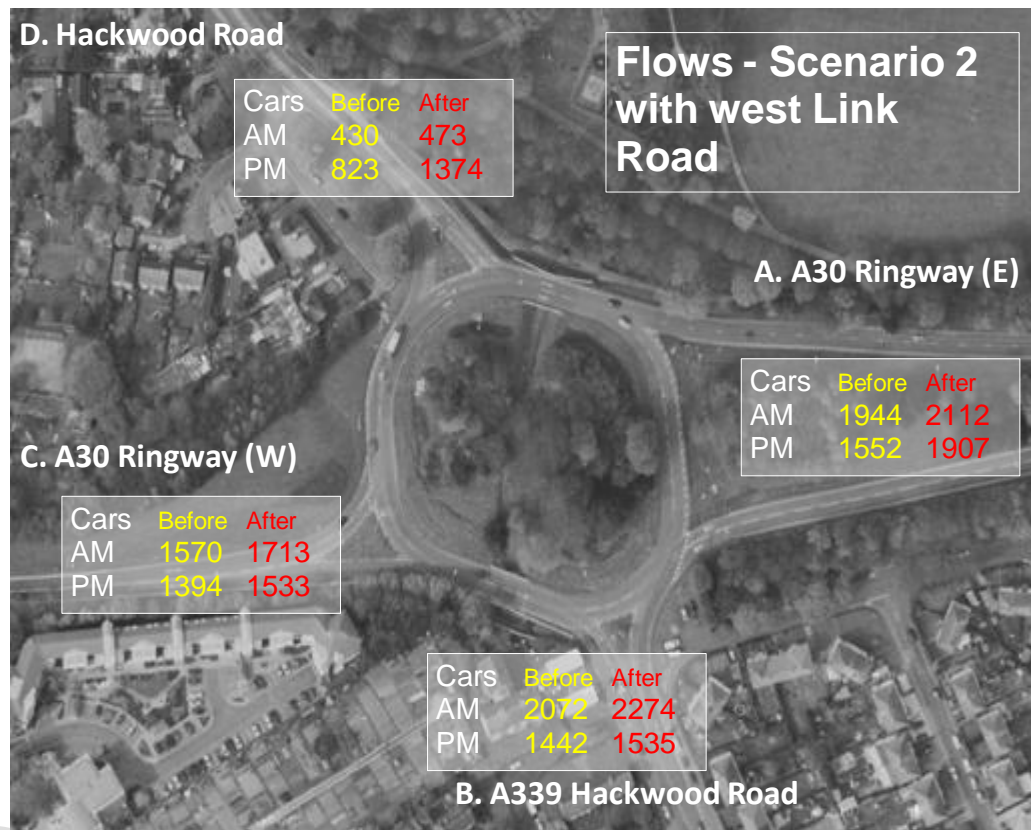 D. Hackwood Road
Flows - Scenario 2
with west Link
Road
Cars Before After
AM 430 473
PM 823 1374
A. A30 Ringway (E)
Cars Before After
AM 1944 2112
PM 1552 1907
C. A30 Ringway (W)
Cars Before After
AM 1570 1713
PM 1394 1533
Cars Before After
AM 2072 2274
PM 1442 1535
B. A339 Hackwood Road